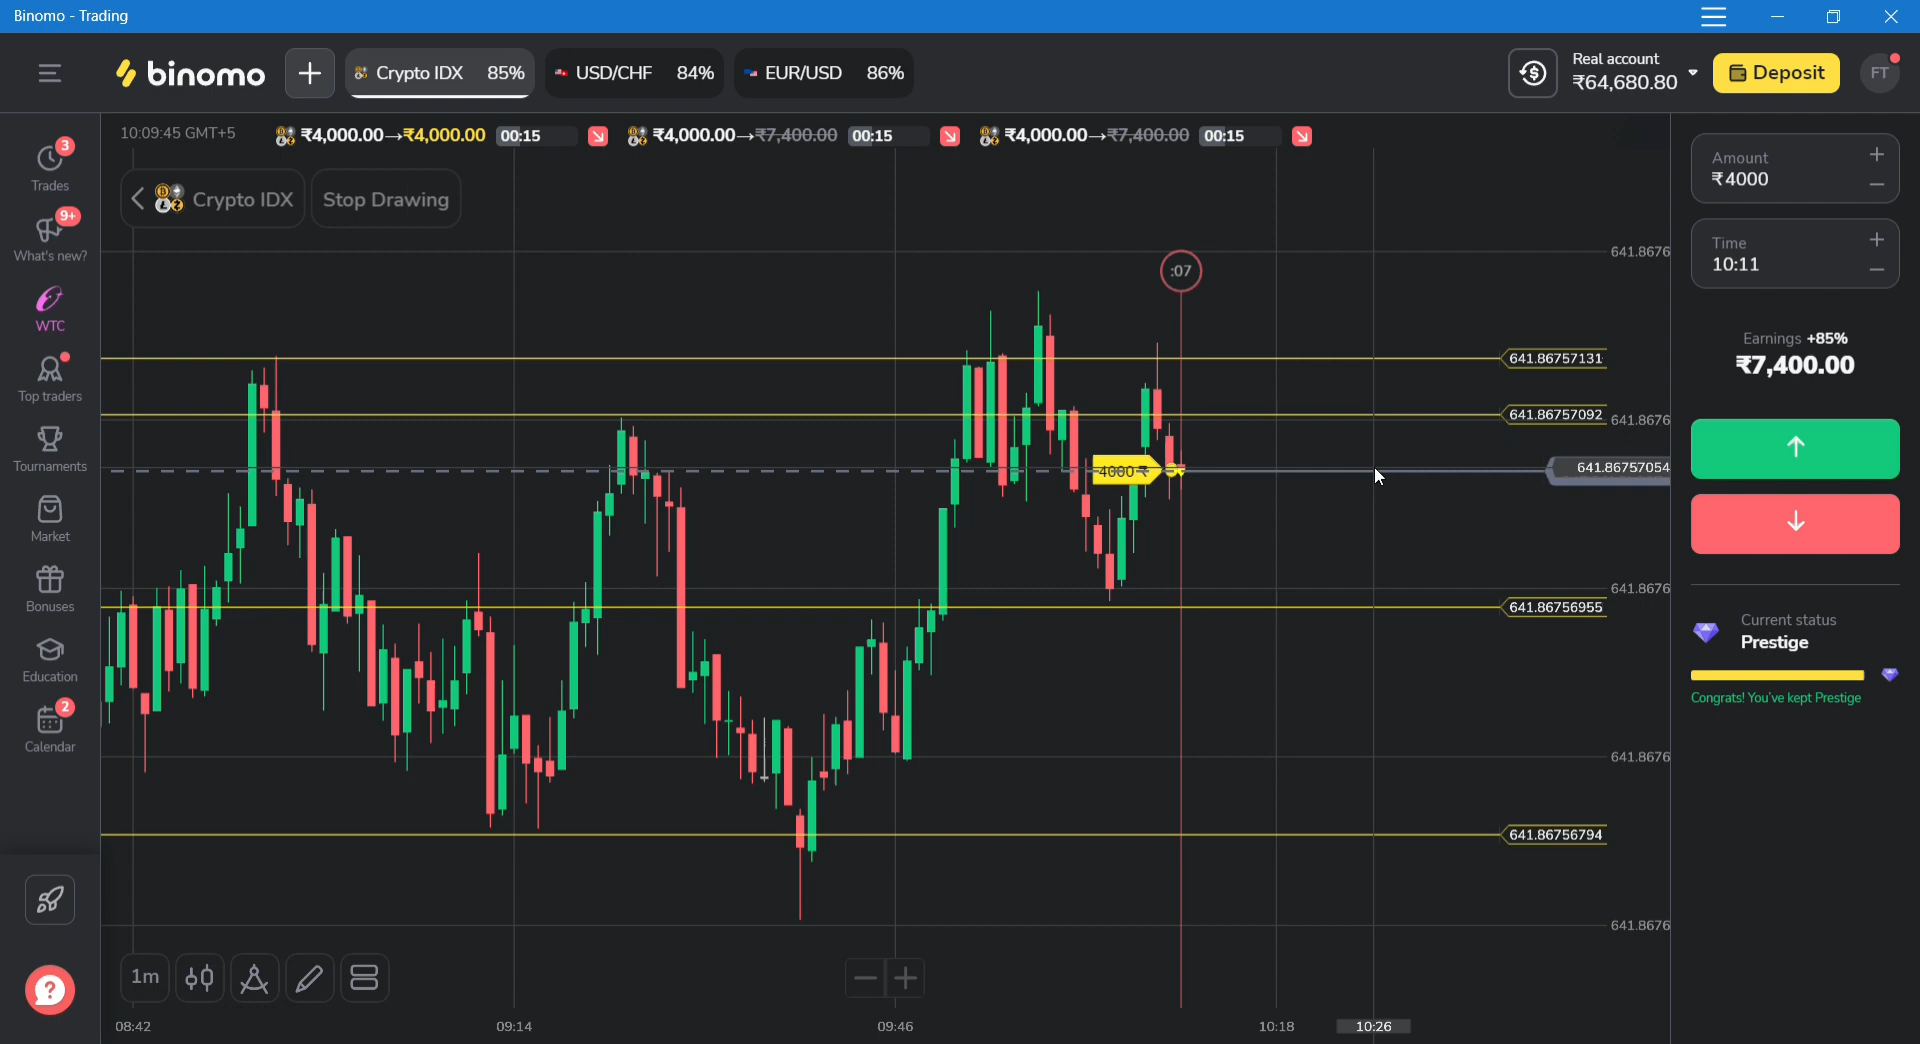 Binomo - Trading
binomo
+
Crypto IDX 85%
USD/CHF 84%
EUR/USD 86%
Real account
₹64,680.80
Deposit
FT
10:09:45 GMT+5
₹4,000.00→₹4,000.00 00:15
₹4,000.00→₹7,400.00 00:15
₹4,000.00→₹7,400.00 00:15
3
Trades
9+
What's new?
WTC
Top traders
Tournaments
Market
Bonuses
Education
2
Calendar
?
Crypto IDX
Stop Drawing
:07
641.8676
641.86757131
641.86757092
641.8676
4000 ₹
641.86757054
641.8676
641.86756955
641.8676
641.86756794
641.8676
1m
08:42
09:14
09:46
10:18
10:26
Amount
₹4000
Time
10:11
Earnings +85%
₹7,400.00
Current status
Prestige
Congrats! You've kept Prestige